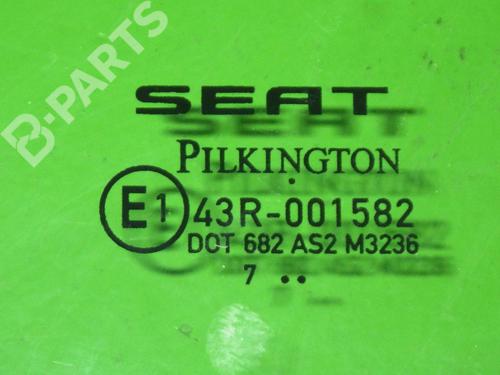 B-PARTS
SEAT
PILKINGTON
E1 43R-001582
DOT 682 AS2 M3236
7 ..